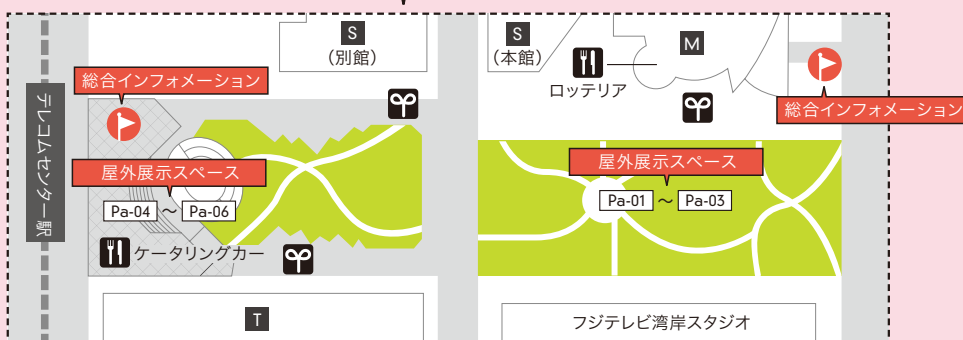 S
(別館)
S
(本館)
M
ロッテリア
総合インフォメーション
総合インフォメーション
テレコムセンター駅
屋外展示スペース
Pa-04 〜 Pa-06
屋外展示スペース
Pa-01 〜 Pa-03
ケータリングカー
T
フジテレビ湾岸スタジオ